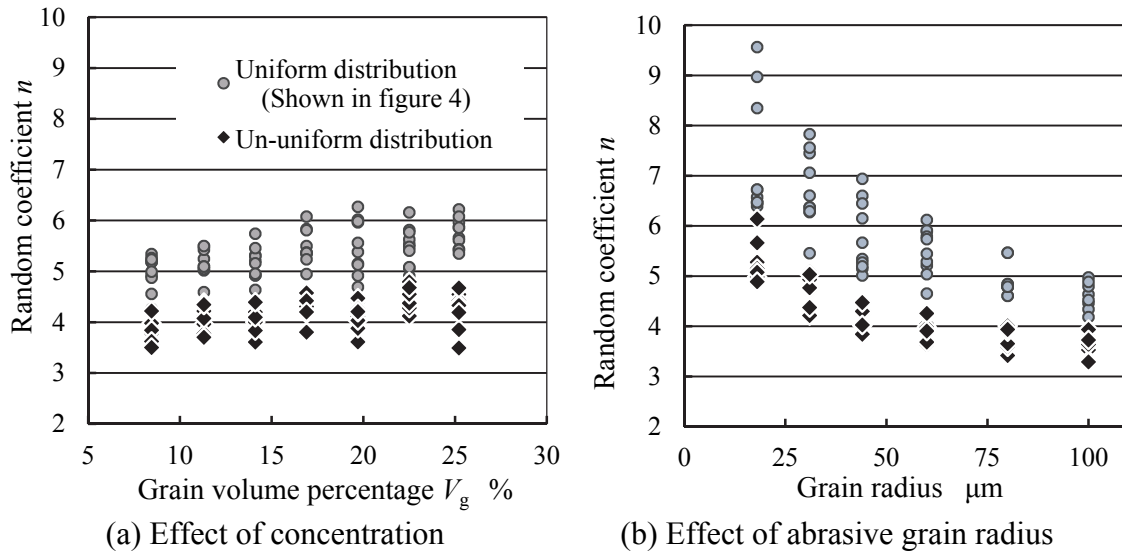 10
9
8
7
6
5
4
3
2
Random coefficient n
Uniform distribution
(Shown in figure 4)
Un-uniform distribution
5 10 15 20 25 30
Grain volume percentage Vg %
(a) Effect of concentration
10
9
8
7
6
5
4
3
2
Random coefficient n
0 25 50 75 100
Grain radius μm
(b) Effect of abrasive grain radius